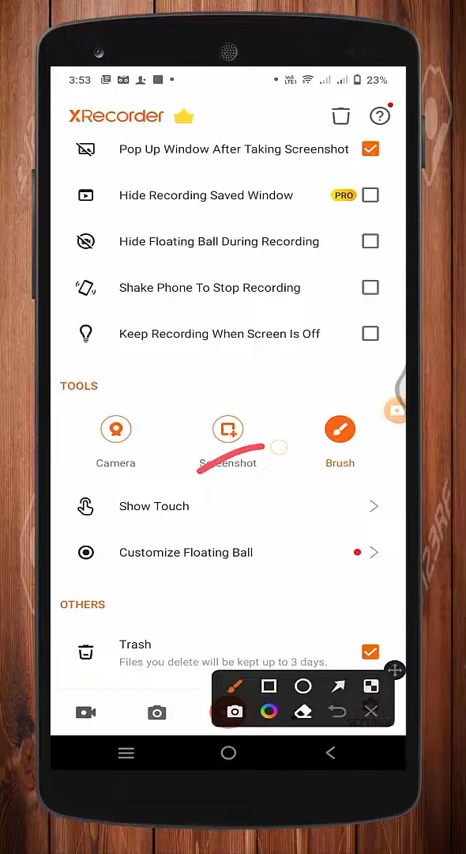 3:53
23%
XRecorder
Pop Up Window After Taking Screenshot
Hide Recording Saved Window PRO
Hide Floating Ball During Recording
Shake Phone To Stop Recording
Keep Recording When Screen Is Off
TOOLS
Camera Screenshot Brush
Show Touch
Customize Floating Ball
OTHERS
Trash
Files you delete will be kept up to 3 days.
SETTINGS
123RF